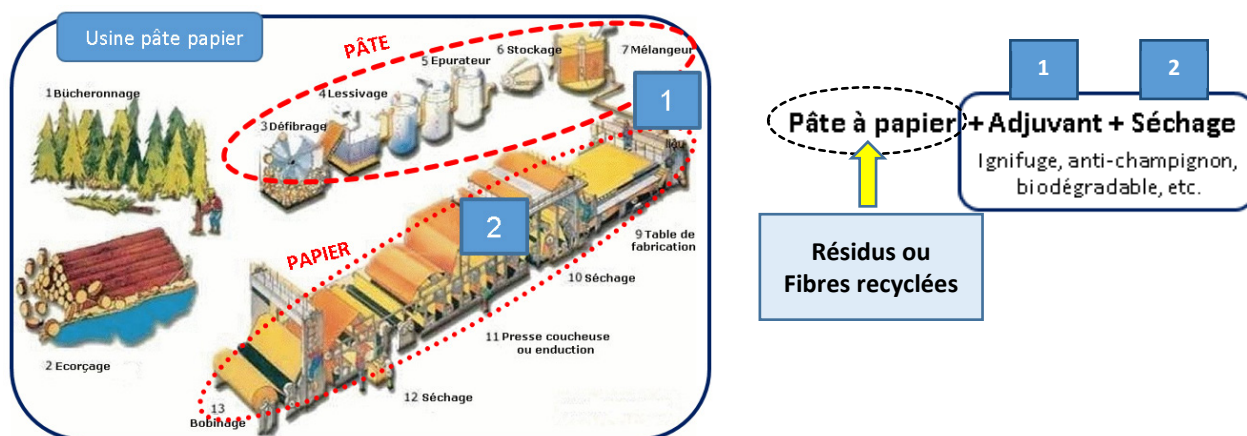 Usine pâte papier
PÂTE
6 Stockage
7 Mélangeur
5 Epurateur
1
1 Bûcheronnage
4 Lessivage
3 Défibrage
2
9 Table de
fabrication
PAPIER
10 Séchage
11 Presse coucheuse
ou enduction
2 Ecorçage
12 Séchage
13
Bobinage
1
2
Pâte à papier + Adjuvant + Séchage
Ignifuge, anti-champignon,
biodégradable, etc.
Résidus ou
Fibres recyclées